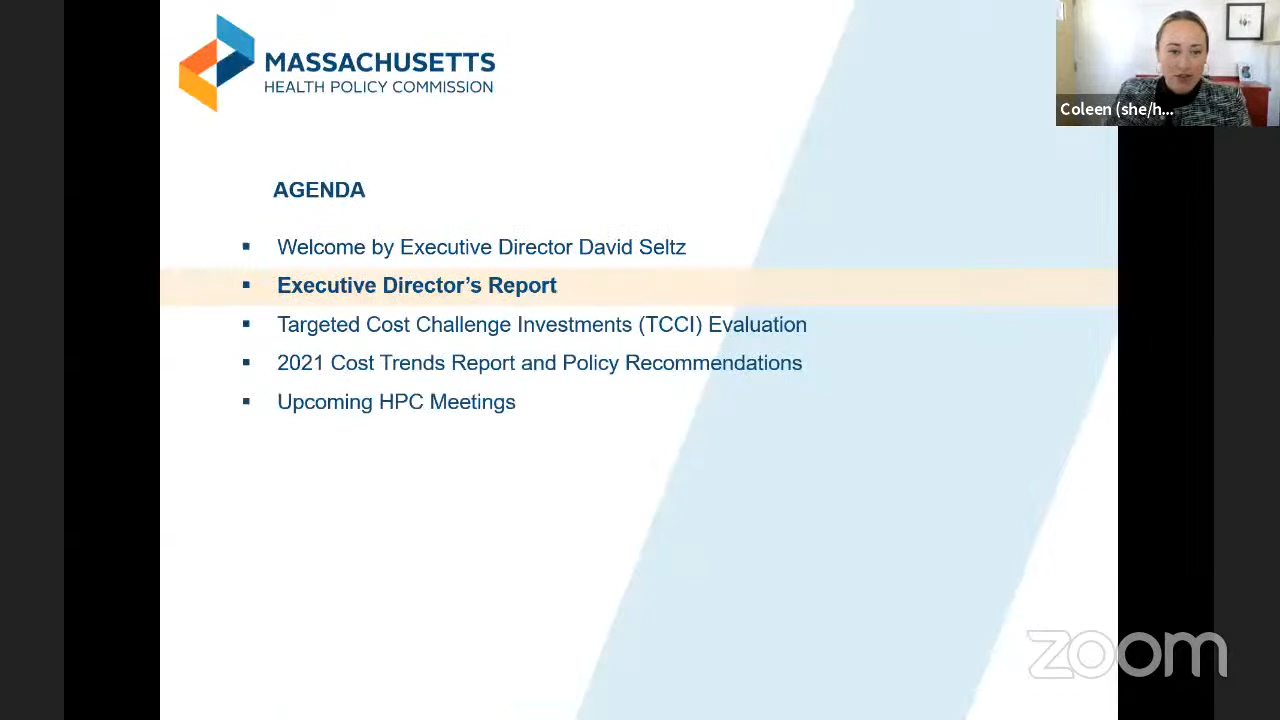 MASSACHUSETTS
HEALTH POLICY COMMISSION
Coleen (she/h...
AGENDA
▪ Welcome by Executive Director David Seltz
▪ Executive Director’s Report
▪ Targeted Cost Challenge Investments (TCCI) Evaluation
▪ 2021 Cost Trends Report and Policy Recommendations
▪ Upcoming HPC Meetings
zoom